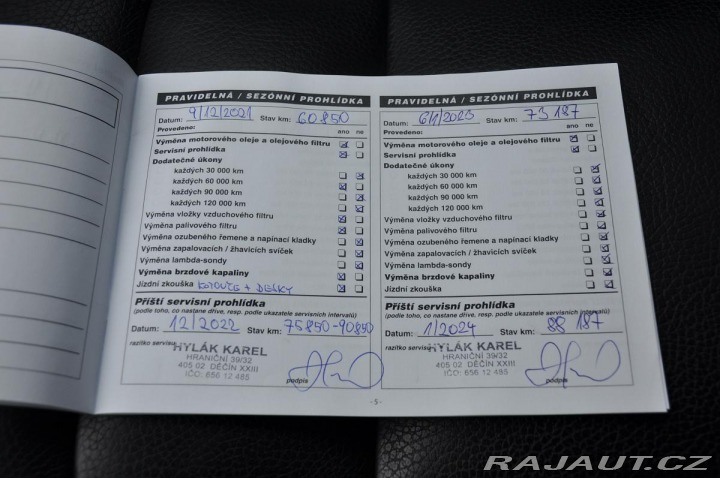 PRAVIDELNÁ / SEZÓNNÍ PROHLÍDKA
Datum: 9/12/2021 Stav km: 60850
Provedeno: ano ne
Výměna motorového oleje a olejového filtru
Servisní prohlídka
Dodatečné úkony
každých 30 000 km
každých 60 000 km
každých 90 000 km
každých 120 000 km
Výměna vložky vzduchového filtru
Výměna palivového filtru
Výměna ozubeného řemene a napínací kladky
Výměna zapalovacích / žhavících svíček
Výměna lambda-sondy
Výměna brzdové kapaliny
Jízdní zkouška KOTOUČE + DESKY
Příští servisní prohlídka
(podle toho, co nastane dříve, resp. podle ukazatele servisních intervalů)
Datum: 12/2022 Stav km: 75850-90850
razítko servisu
HYLÁK KAREL
HRANIČNÍ 39/32
405 02 DĚČÍN XXIII
IČO: 656 12 485
podpis
PRAVIDELNÁ / SEZÓNNÍ PROHLÍDKA
Datum: 6/1/2023 Stav km: 73187
Provedeno: ano ne
Výměna motorového oleje a olejového filtru
Servisní prohlídka
Dodatečné úkony
každých 30 000 km
každých 60 000 km
každých 90 000 km
každých 120 000 km
Výměna vložky vzduchového filtru
Výměna palivového filtru
Výměna ozubeného řemene a napínací kladky
Výměna zapalovacích / žhavících svíček
Výměna lambda-sondy
Výměna brzdové kapaliny
Jízdní zkouška
Příští servisní prohlídka
(podle toho, co nastane dříve, resp. podle ukazatele servisních intervalů)
Datum: 1/2024 Stav km: 88 187
razítko servisu
HYLÁK KAREL
HRANIČNÍ 39/32
405 02 DĚČÍN XXIII
IČO: 656 12 485
podpis
- 5 -
RAJAUT.CZ